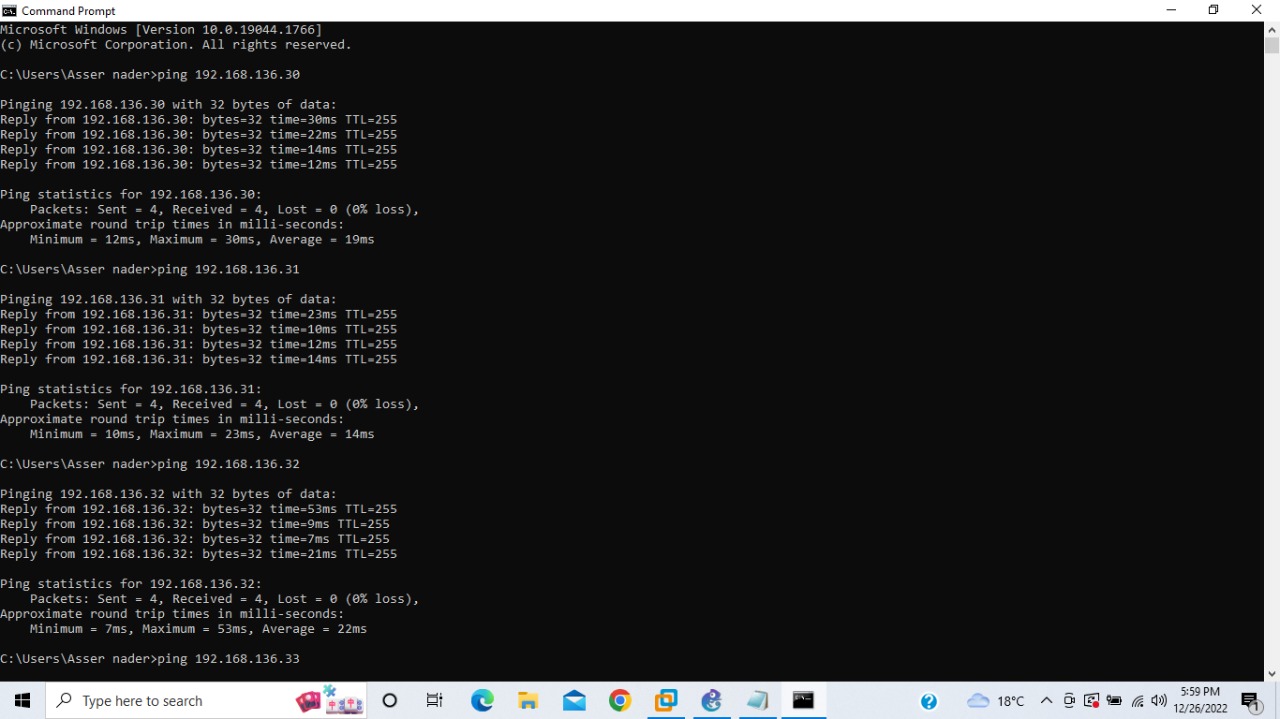 Command Prompt
Microsoft Windows [Version 10.0.19044.1766]
(c) Microsoft Corporation. All rights reserved.
C:\Users\Asser nader>ping 192.168.136.30
Pinging 192.168.136.30 with 32 bytes of data:
Reply from 192.168.136.30: bytes=32 time=30ms TTL=255
Reply from 192.168.136.30: bytes=32 time=22ms TTL=255
Reply from 192.168.136.30: bytes=32 time=14ms TTL=255
Reply from 192.168.136.30: bytes=32 time=12ms TTL=255
Ping statistics for 192.168.136.30:
    Packets: Sent = 4, Received = 4, Lost = 0 (0% loss),
Approximate round trip times in milli-seconds:
    Minimum = 12ms, Maximum = 30ms, Average = 19ms
C:\Users\Asser nader>ping 192.168.136.31
Pinging 192.168.136.31 with 32 bytes of data:
Reply from 192.168.136.31: bytes=32 time=23ms TTL=255
Reply from 192.168.136.31: bytes=32 time=10ms TTL=255
Reply from 192.168.136.31: bytes=32 time=12ms TTL=255
Reply from 192.168.136.31: bytes=32 time=14ms TTL=255
Ping statistics for 192.168.136.31:
    Packets: Sent = 4, Received = 4, Lost = 0 (0% loss),
Approximate round trip times in milli-seconds:
    Minimum = 10ms, Maximum = 23ms, Average = 14ms
C:\Users\Asser nader>ping 192.168.136.32
Pinging 192.168.136.32 with 32 bytes of data:
Reply from 192.168.136.32: bytes=32 time=53ms TTL=255
Reply from 192.168.136.32: bytes=32 time=9ms TTL=255
Reply from 192.168.136.32: bytes=32 time=7ms TTL=255
Reply from 192.168.136.32: bytes=32 time=21ms TTL=255
Ping statistics for 192.168.136.32:
    Packets: Sent = 4, Received = 4, Lost = 0 (0% loss),
Approximate round trip times in milli-seconds:
    Minimum = 7ms, Maximum = 53ms, Average = 22ms
C:\Users\Asser nader>ping 192.168.136.33
Type here to search
18°C
5:59 PM
12/26/2022
1